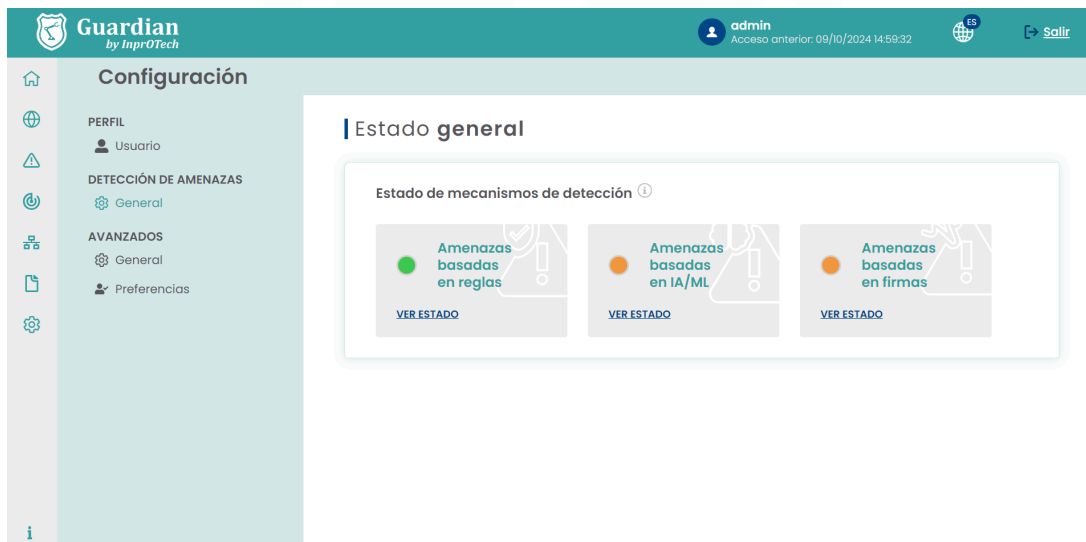 Guardian
by InprOTech
admin
Acceso anterior: 09/10/2024 14:59:32
ES
Salir
Configuración
PERFIL
Usuario
DETECCIÓN DE AMENAZAS
General
AVANZADOS
General
Preferencias
Estado general
Estado de mecanismos de detección
Amenazas
basadas
en reglas
VER ESTADO
Amenazas
basadas
en IA/ML
VER ESTADO
Amenazas
basadas
en firmas
VER ESTADO